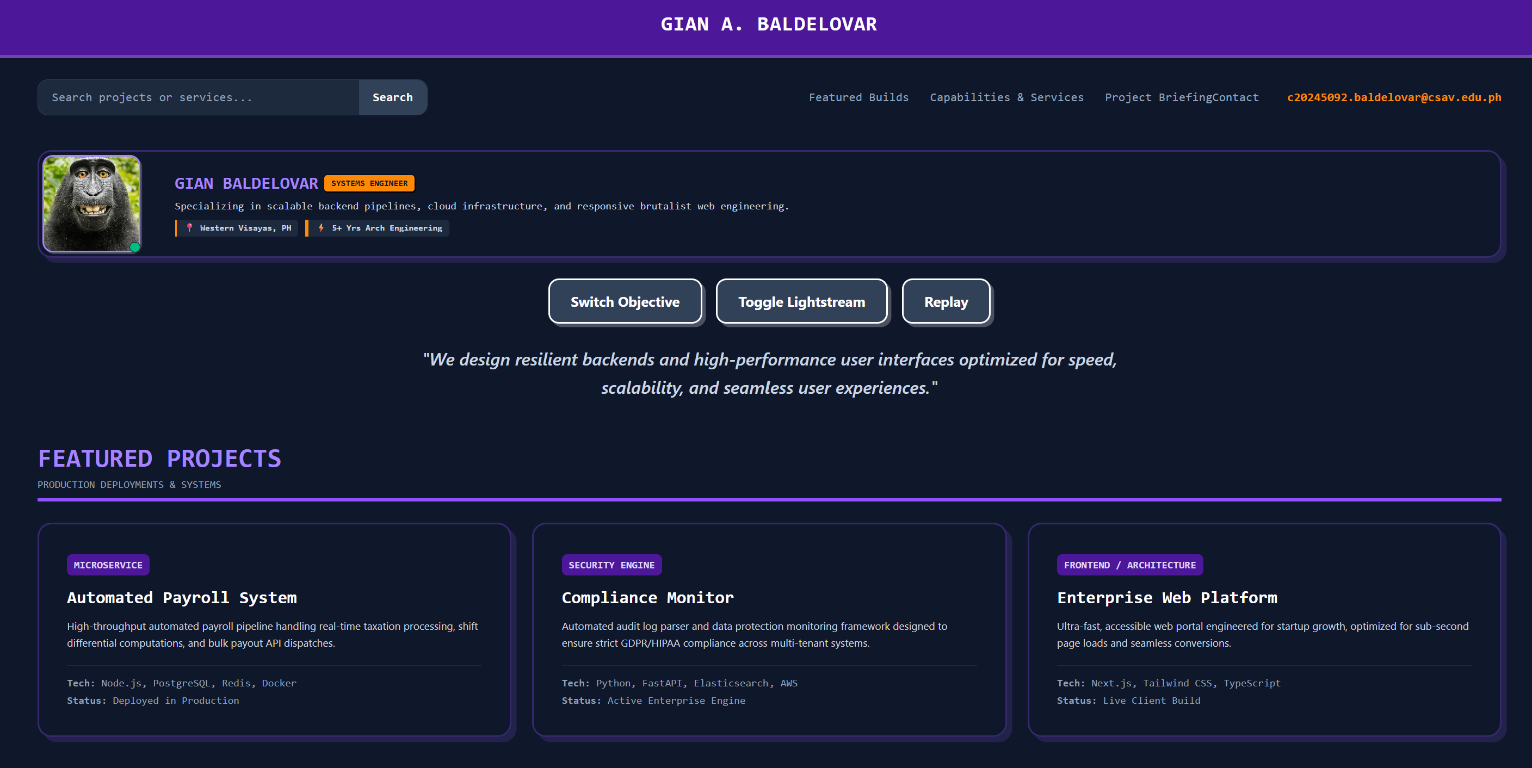 GIAN A. BALDELOVAR
Search projects or services...
Search
Featured Builds
Capabilities & Services
Project BriefingContact
c20245092.baldelovar@csav.edu.ph
GIAN BALDELOVAR
SYSTEMS ENGINEER
Specializing in scalable backend pipelines, cloud infrastructure, and responsive brutalist web engineering.
📍 Western Visayas, PH
⚡ 5+ Yrs Arch Engineering
Switch Objective
Toggle Lightstream
Replay
"We design resilient backends and high-performance user interfaces optimized for speed,
scalability, and seamless user experiences."
FEATURED PROJECTS
PRODUCTION DEPLOYMENTS & SYSTEMS
MICROSERVICE
Automated Payroll System
High-throughput automated payroll pipeline handling real-time taxation processing, shift
differential computations, and bulk payout API dispatches.
Tech: Node.js, PostgreSQL, Redis, Docker
Status: Deployed in Production
SECURITY ENGINE
Compliance Monitor
Automated audit log parser and data protection monitoring framework designed to
ensure strict GDPR/HIPAA compliance across multi-tenant systems.
Tech: Python, FastAPI, Elasticsearch, AWS
Status: Active Enterprise Engine
FRONTEND / ARCHITECTURE
Enterprise Web Platform
Ultra-fast, accessible web portal engineered for startup growth, optimized for sub-second
page loads and seamless conversions.
Tech: Next.js, Tailwind CSS, TypeScript
Status: Live Client Build